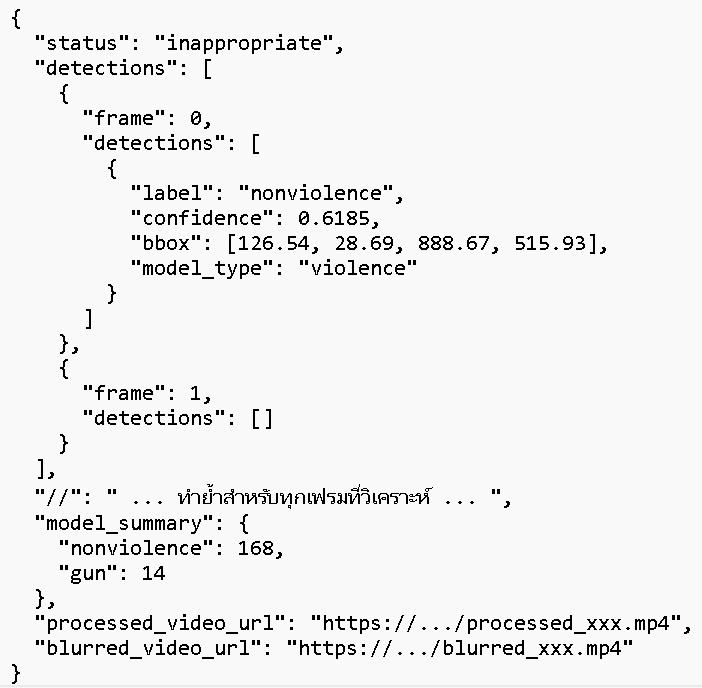 {
  "status": "inappropriate",
  "detections": [
    {
      "frame": 0,
      "detections": [
        {
          "label": "nonviolence",
          "confidence": 0.6185,
          "bbox": [126.54, 28.69, 888.67, 515.93],
          "model_type": "violence"
        }
      ]
    },
    {
      "frame": 1,
      "detections": []
    }
  ],
  "//": " ... ทำย้ำสำหรับทุกเฟรมที่วิเคราะห์ ... ",
  "model_summary": {
    "nonviolence": 168,
    "gun": 14
  },
  "processed_video_url": "https://.../processed_xxx.mp4",
  "blurred_video_url": "https://.../blurred_xxx.mp4"
}